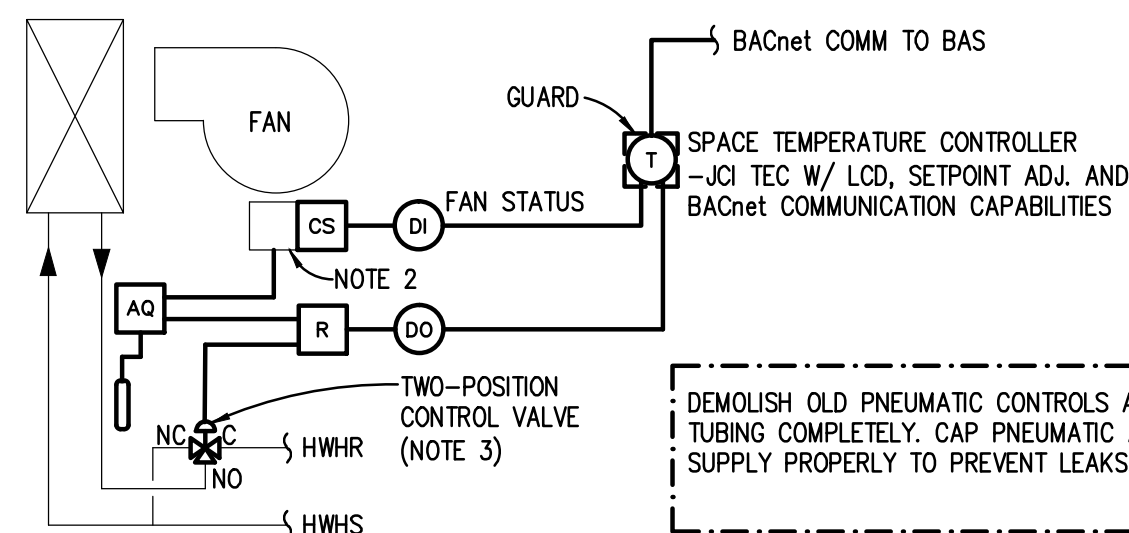 BACnet COMM TO BAS
GUARD
FAN
T
SPACE TEMPERATURE CONTROLLER
-JCI TEC W/ LCD, SETPOINT ADJ. AND
BACnet COMMUNICATION CAPABILITIES
FAN STATUS
CS
DI
NOTE 2
AQ
R
DO
TWO-POSITION
CONTROL VALVE
(NOTE 3)
NC
C
HWHR
NO
HWHS
DEMOLISH OLD PNEUMATIC CONTROLS
TUBING COMPLETELY. CAP PNEUMATIC
SUPPLY PROPERLY TO PREVENT LEAKS